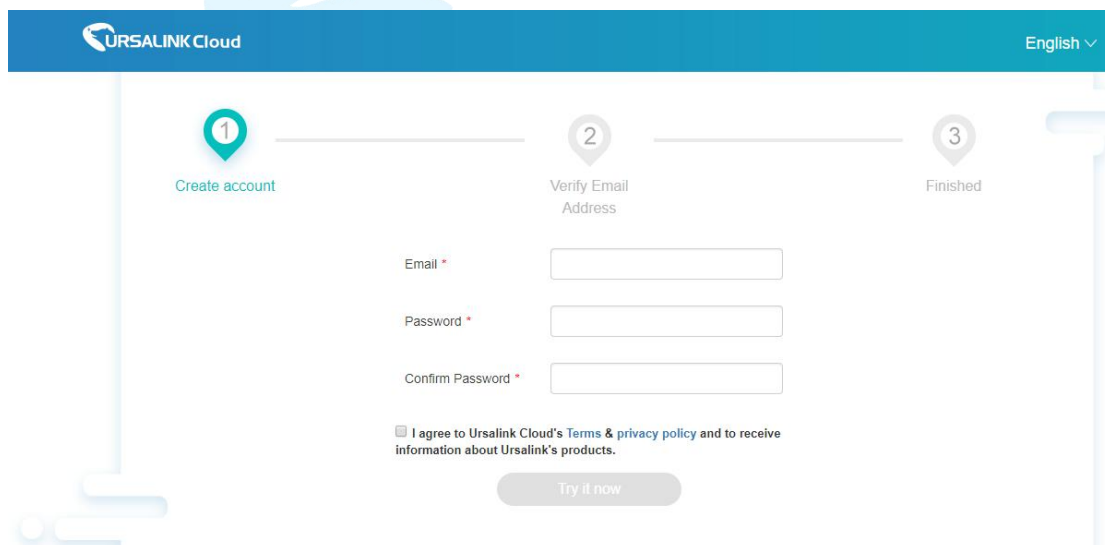 URSALINK Cloud
English
1
2
3
Create account
Verify Email
Address
Finished
Email *
Password *
Confirm Password *
I agree to Ursalink Cloud's Terms & privacy policy and to receive
information about Ursalink's products.
Try it now